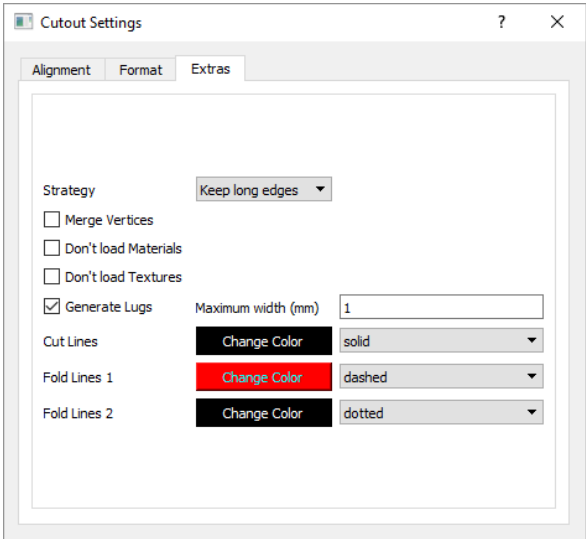 Cutout Settings ?
Alignment Format Extras
Strategy Keep long edges
Merge Vertices
Don't load Materials
Don't load Textures
Generate Lugs Maximum width (mm) 1
Cut Lines Change Color solid
Fold Lines 1 Change Color dashed
Fold Lines 2 Change Color dotted